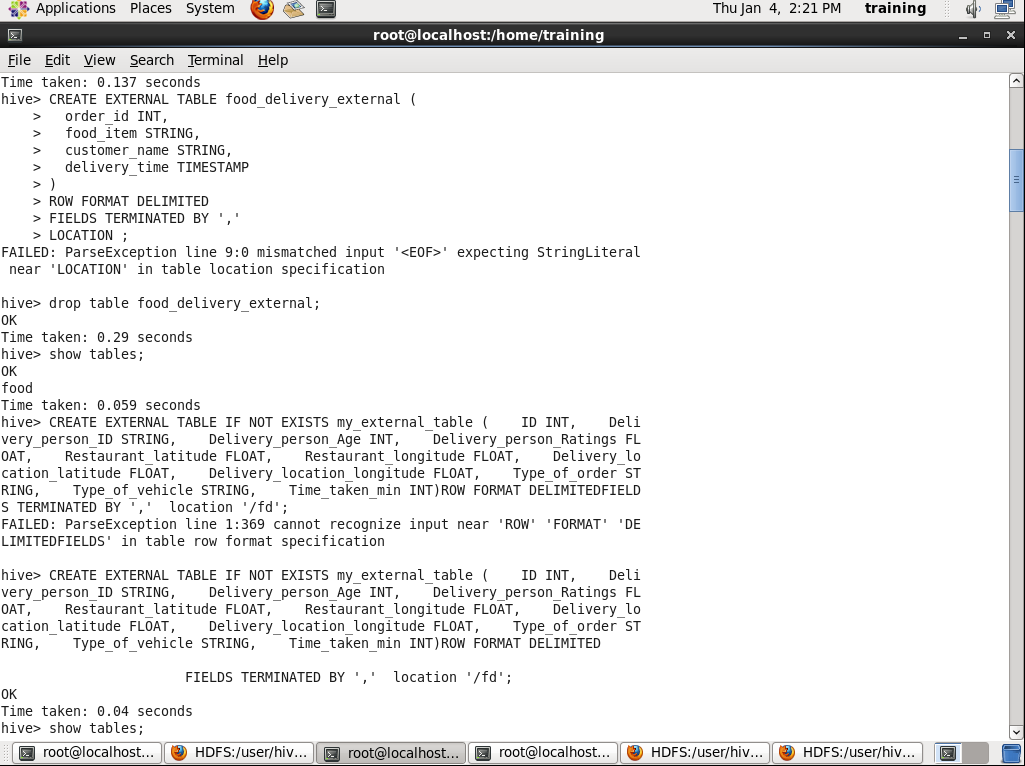 Applications Places System Thu Jan 4, 2:21 PM training
root@localhost:/home/training
File Edit View Search Terminal Help
Time taken: 0.137 seconds
hive> CREATE EXTERNAL TABLE food_delivery_external (
    >   order_id INT,
    >   food_item STRING,
    >   customer_name STRING,
    >   delivery_time TIMESTAMP
    > )
    > ROW FORMAT DELIMITED
    > FIELDS TERMINATED BY ','
    > LOCATION ;
FAILED: ParseException line 9:0 mismatched input '<EOF>' expecting StringLiteral
 near 'LOCATION' in table location specification
hive> drop table food_delivery_external;
OK
Time taken: 0.29 seconds
hive> show tables;
OK
food
Time taken: 0.059 seconds
hive> CREATE EXTERNAL TABLE IF NOT EXISTS my_external_table (    ID INT,    Deli
very_person_ID STRING,    Delivery_person_Age INT,    Delivery_person_Ratings FL
OAT,    Restaurant_latitude FLOAT,    Restaurant_longitude FLOAT,    Delivery_lo
cation_latitude FLOAT,    Delivery_location_longitude FLOAT,    Type_of_order ST
RING,    Type_of_vehicle STRING,    Time_taken_min INT)ROW FORMAT DELIMITEDFIELD
S TERMINATED BY ','  location '/fd';
FAILED: ParseException line 1:369 cannot recognize input near 'ROW' 'FORMAT' 'DE
LIMITEDFIELDS' in table row format specification
hive> CREATE EXTERNAL TABLE IF NOT EXISTS my_external_table (    ID INT,    Deli
very_person_ID STRING,    Delivery_person_Age INT,    Delivery_person_Ratings FL
OAT,    Restaurant_latitude FLOAT,    Restaurant_longitude FLOAT,    Delivery_lo
cation_latitude FLOAT,    Delivery_location_longitude FLOAT,    Type_of_order ST
RING,    Type_of_vehicle STRING,    Time_taken_min INT)ROW FORMAT DELIMITED
                       FIELDS TERMINATED BY ','  location '/fd';
OK
Time taken: 0.04 seconds
hive> show tables;
root@localhost... HDFS:/user/hiv... root@localhost... root@localhost... HDFS:/user/hiv... HDFS:/user/hiv...